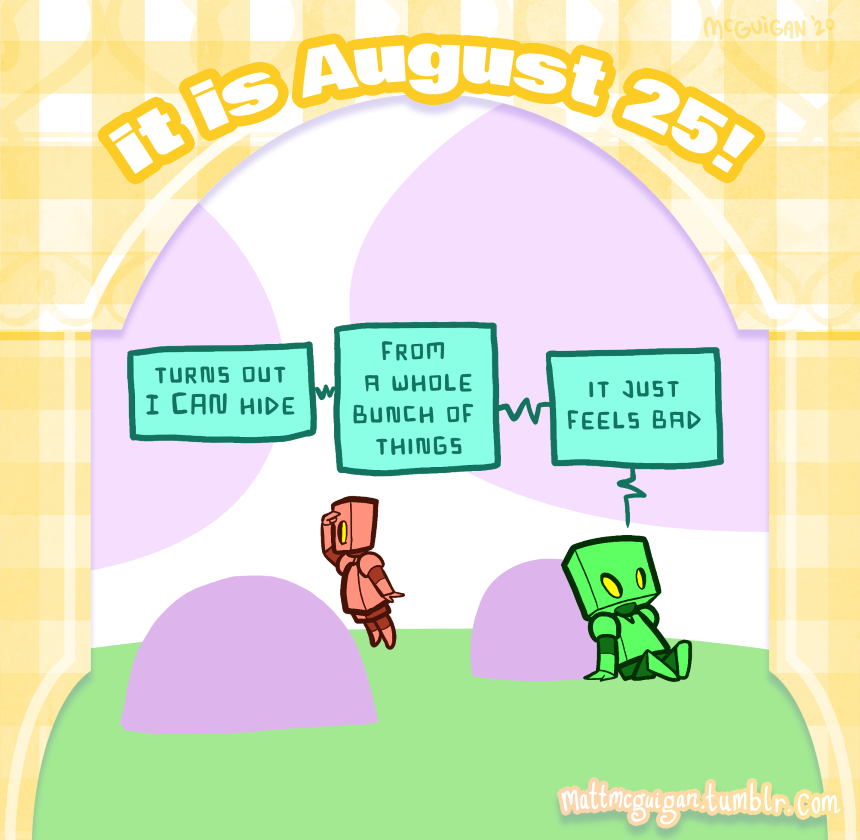 McGUiGAN '20
it is August 25!
TURNS OUT
I CAN HIDE
FROM
A WHOLE
BUNCH OF
THINGS
IT JUST
FEELS BAD
mattmcguigan.tumblr.com